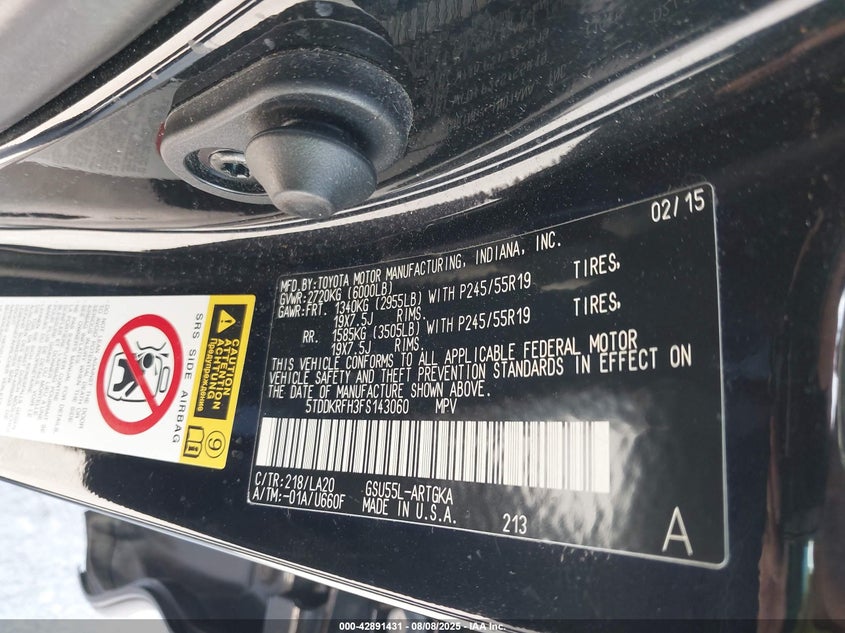 02/15
MFD.BY:TOYOTA MOTOR MANUFACTURING, INDIANA, INC.
GVWR:2720KG (6000LB)
GAWR:FRT. 1340KG (2955LB) WITH P245/55R19 TIRES,
19X7.5J RIMS.
RR. 1585KG (3505LB) WITH P245/55R19 TIRES,
19X7.5J RIMS.
THIS VEHICLE CONFORMS TO ALL APPLICABLE FEDERAL MOTOR
VEHICLE SAFETY AND THEFT PREVENTION STANDARDS IN EFFECT ON
THE DATE OF MANUFACTURE SHOWN ABOVE.
5TDDKRFH3FS143060 MPV
C/TR:218/LA20 GSU55L-ARTGKA
A/TM:-01A/U660F MADE IN U.S.A. 213
A
CAUTION
ATTENTION
ACHTUNG
Предупреждение
SRS SIDE AIRBAG
9
000-42891431 - 08/08/2025 - IAA Inc.